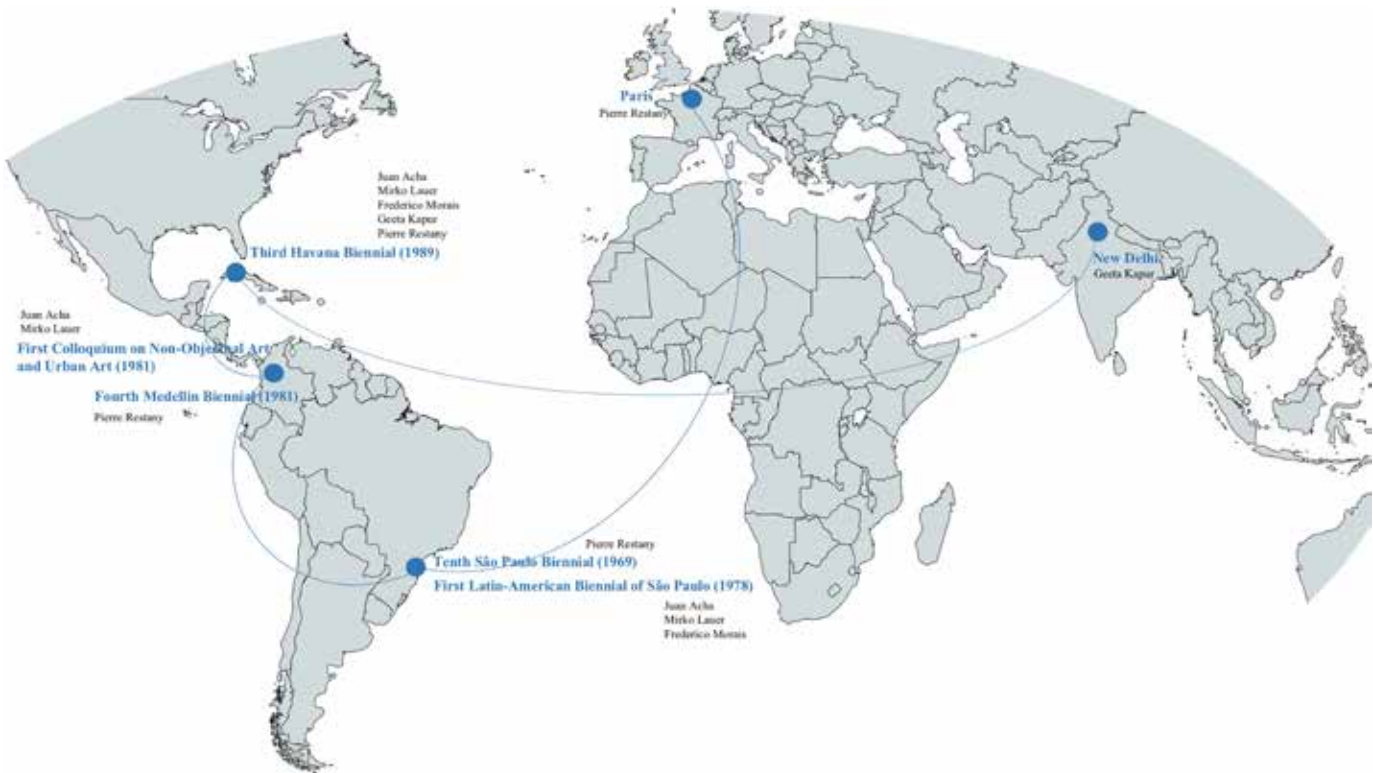 Paris
Pierre Restany
Juan Acha
Mirko Lauer
Frederico Morais
Geeta Kapur
Pierre Restany
Third Havana Biennial (1989)
New Delhi
Geeta Kapur
Juan Acha
Mirko Lauer
First Colloquium on Non-Objectual Art
and Urban Art (1981)
Fourth Medellin Biennial (1981)
Pierre Restany
Pierre Restany
Tenth São Paulo Biennial (1969)
First Latin-American Biennial of São Paulo (1978)
Juan Acha
Mirko Lauer
Frederico Morais